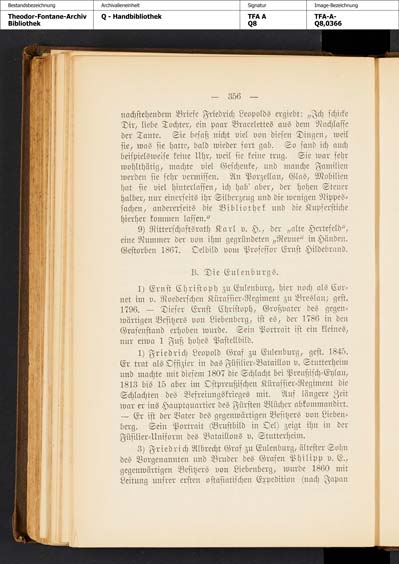 Bestandsbezeichnung Archivalieneinheit Signatur Image-Bezeichnung
Theodor-Fontane-Archiv Q - Handbibliothek TFA A TFA-A-
Bibliothek Q8 Q8,0366
— 356 —
nachstehendem Briefe Friedrich Leopolds ergiebt: „Ich schicke
Dir, liebe Tochter, ein paar Bracelettes aus dem Nachlasse
der Tante. Sie besaß nicht viel von diesen Dingen, weil
sie, was sie hatte, bald wieder fort gab. So fand ich auch
beispielsweise keine Uhr, weil sie keine trug. Sie war sehr
wohlthätig, machte viel Geschenke, und manche Familien
werden sie sehr vermissen. An Porzellan, Glas, Mobilien
hat sie viel hinterlassen, ich hab' aber, der hohen Steuer
halber, nur einerseits ihr Silberzeug und die wenigen Nippes-
sachen, andererseits die Bibliothek und die Kupferstiche
hierher kommen lassen.“
9) Ritterschaftsrath Karl v. H., der „alte Hertefeld“,
eine Nummer der von ihm gegründeten „Revue“ in Händen.
Gestorben 1867. Oelbild vom Professor Ernst Hildebrand.
B. Die Eulenburgs.
1) Ernst Christoph zu Eulenburg, hier noch als Cor-
net im v. Roederschen Kürassier-Regiment zu Breslau; gest.
1796. — Dieser Ernst Christoph, Großvater des gegen-
wärtigen Besitzers von Liebenberg, ist es, der 1786 in den
Grafenstand erhoben wurde. Sein Portrait ist ein kleines,
nur etwa 1 Fuß hohes Pastellbild.
1) Friedrich Leopold Graf zu Eulenburg, gest. 1845.
Er trat als Offizier in das Füsilier-Bataillon v. Stutterheim
und machte mit diesem 1807 die Schlacht bei Preußisch-Eylau,
1813 bis 15 aber im Ostpreußischen Kürassier-Regiment die
Schlachten des Befreiungskrieges mit. Auf längere Zeit
war er ins Hauptquartier des Fürsten Blücher abkommandirt.
— Er ist der Vater des gegenwärtigen Besitzers von Lieben-
berg. Sein Portrait (Brustbild in Oel) zeigt ihn in der
Füsilier-Uniform des Bataillons v. Stutterheim.
3) Friedrich Albrecht Graf zu Eulenburg, ältester Sohn
des Vorgenannten und Bruder des Grafen Philipp v. E.,
gegenwärtigen Besitzers von Liebenberg, wurde 1860 mit
Leitung unsrer ersten ostasiatischen Expedition (nach Japan